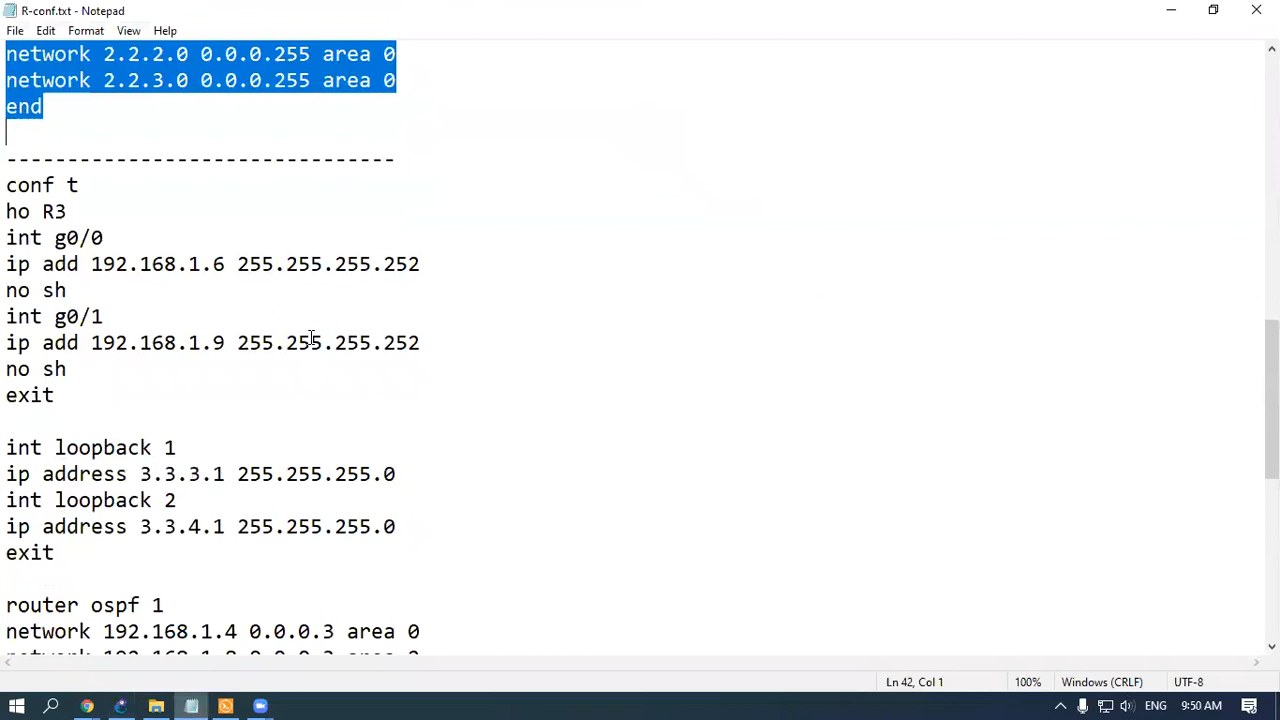 R-conf.txt - Notepad
File Edit Format View Help
network 2.2.2.0 0.0.0.255 area 0
network 2.2.3.0 0.0.0.255 area 0
end
--------------------------------
conf t
ho R3
int g0/0
ip add 192.168.1.6 255.255.255.252
no sh
int g0/1
ip add 192.168.1.9 255.255.255.252
no sh
exit
int loopback 1
ip address 3.3.3.1 255.255.255.0
int loopback 2
ip address 3.3.4.1 255.255.255.0
exit
router ospf 1
network 192.168.1.4 0.0.0.3 area 0
Ln 42, Col 1 100% Windows (CRLF) UTF-8
ENG 9:50 AM